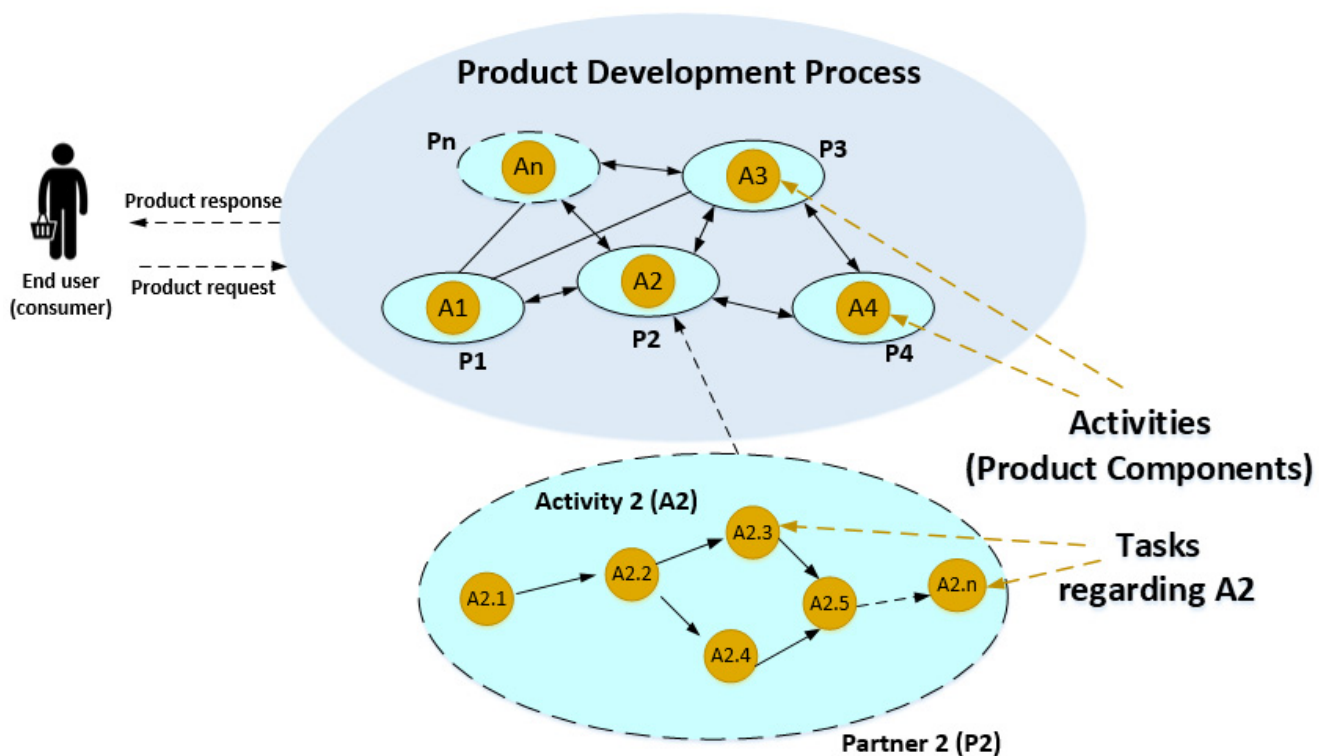 Product Development Process
Pn
An
A3
P3
Product response
End user
(consumer)
Product request
A1
A2
A4
P1
P2
P4
Activities
(Product Components)
Activity 2 (A2)
A2.1
A2.2
A2.3
A2.4
A2.5
A2.n
Tasks
regarding A2
Partner 2 (P2)